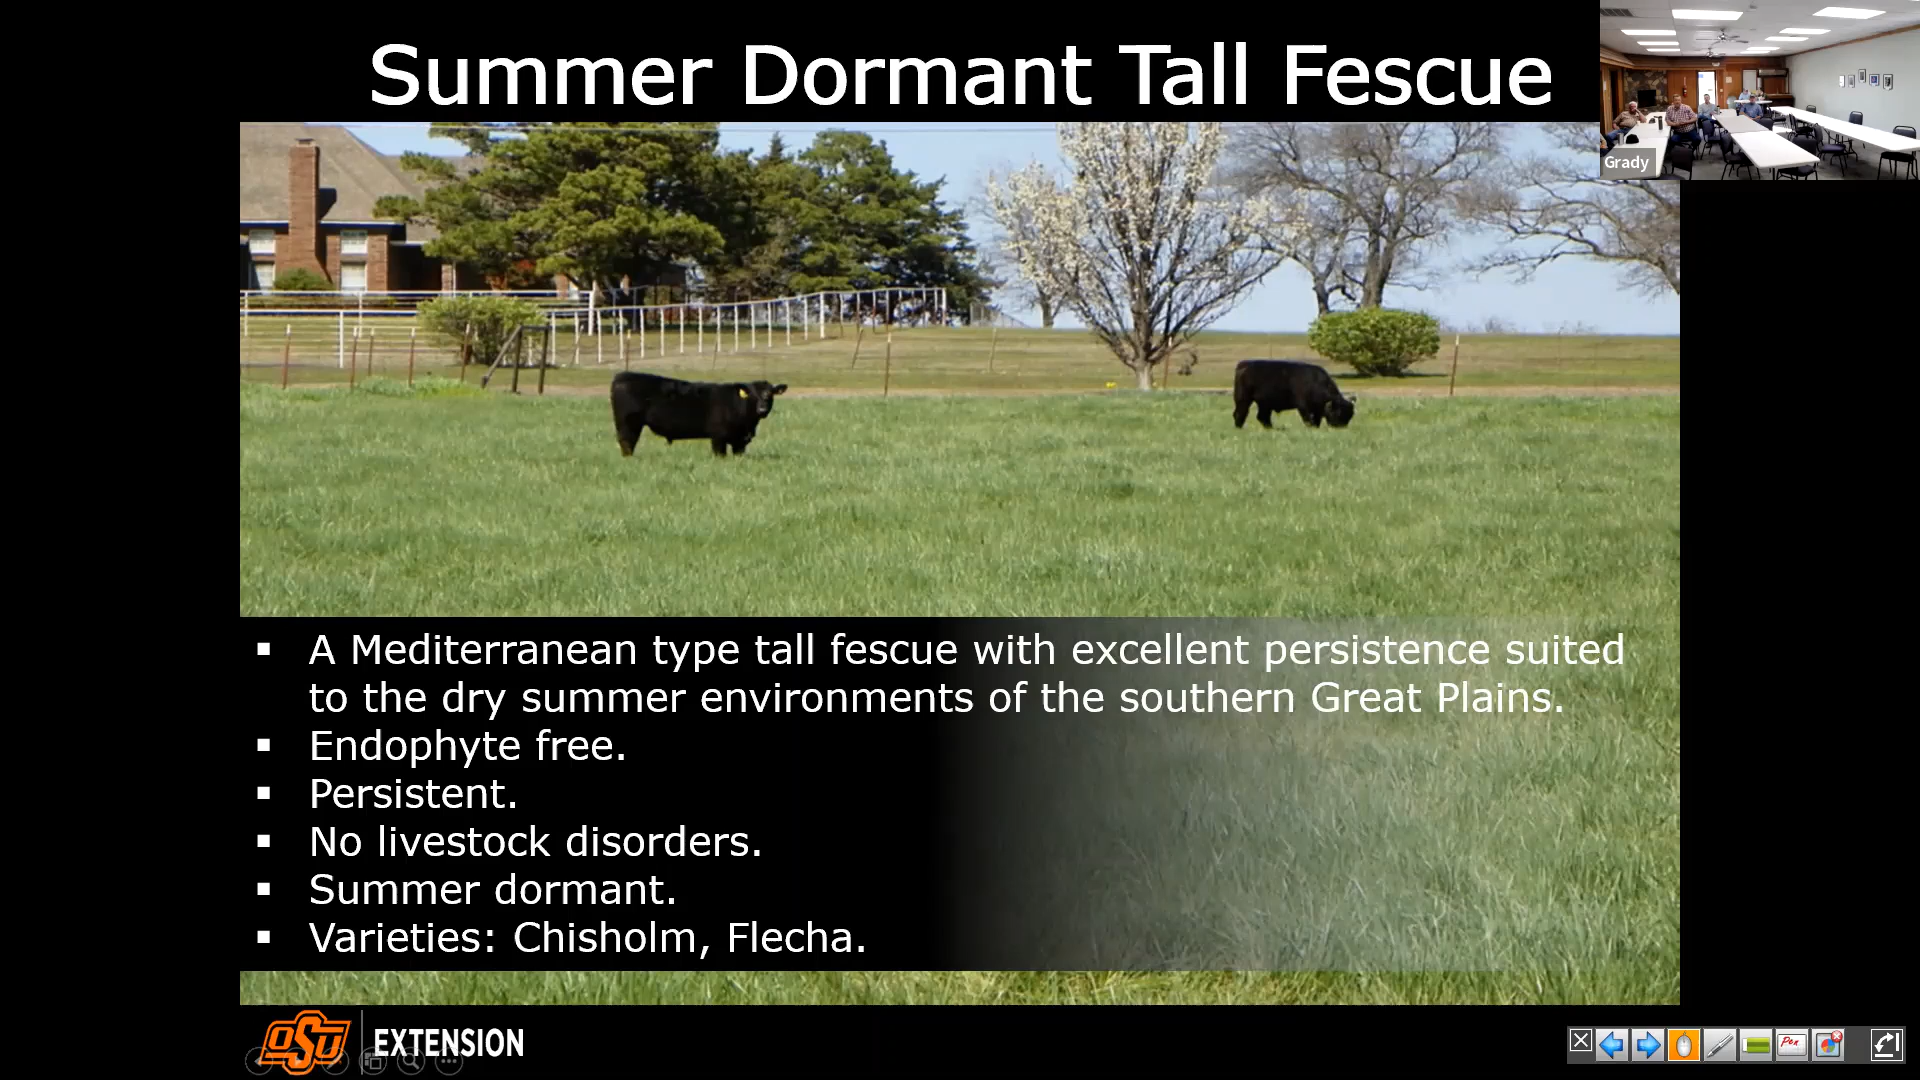 Summer Dormant Tall Fescue
Grady
▪ A Mediterranean type tall fescue with excellent persistence suited
to the dry summer environments of the southern Great Plains.
▪ Endophyte free.
▪ Persistent.
▪ No livestock disorders.
▪ Summer dormant.
▪ Varieties: Chisholm, Flecha.
OSU EXTENSION
Pen